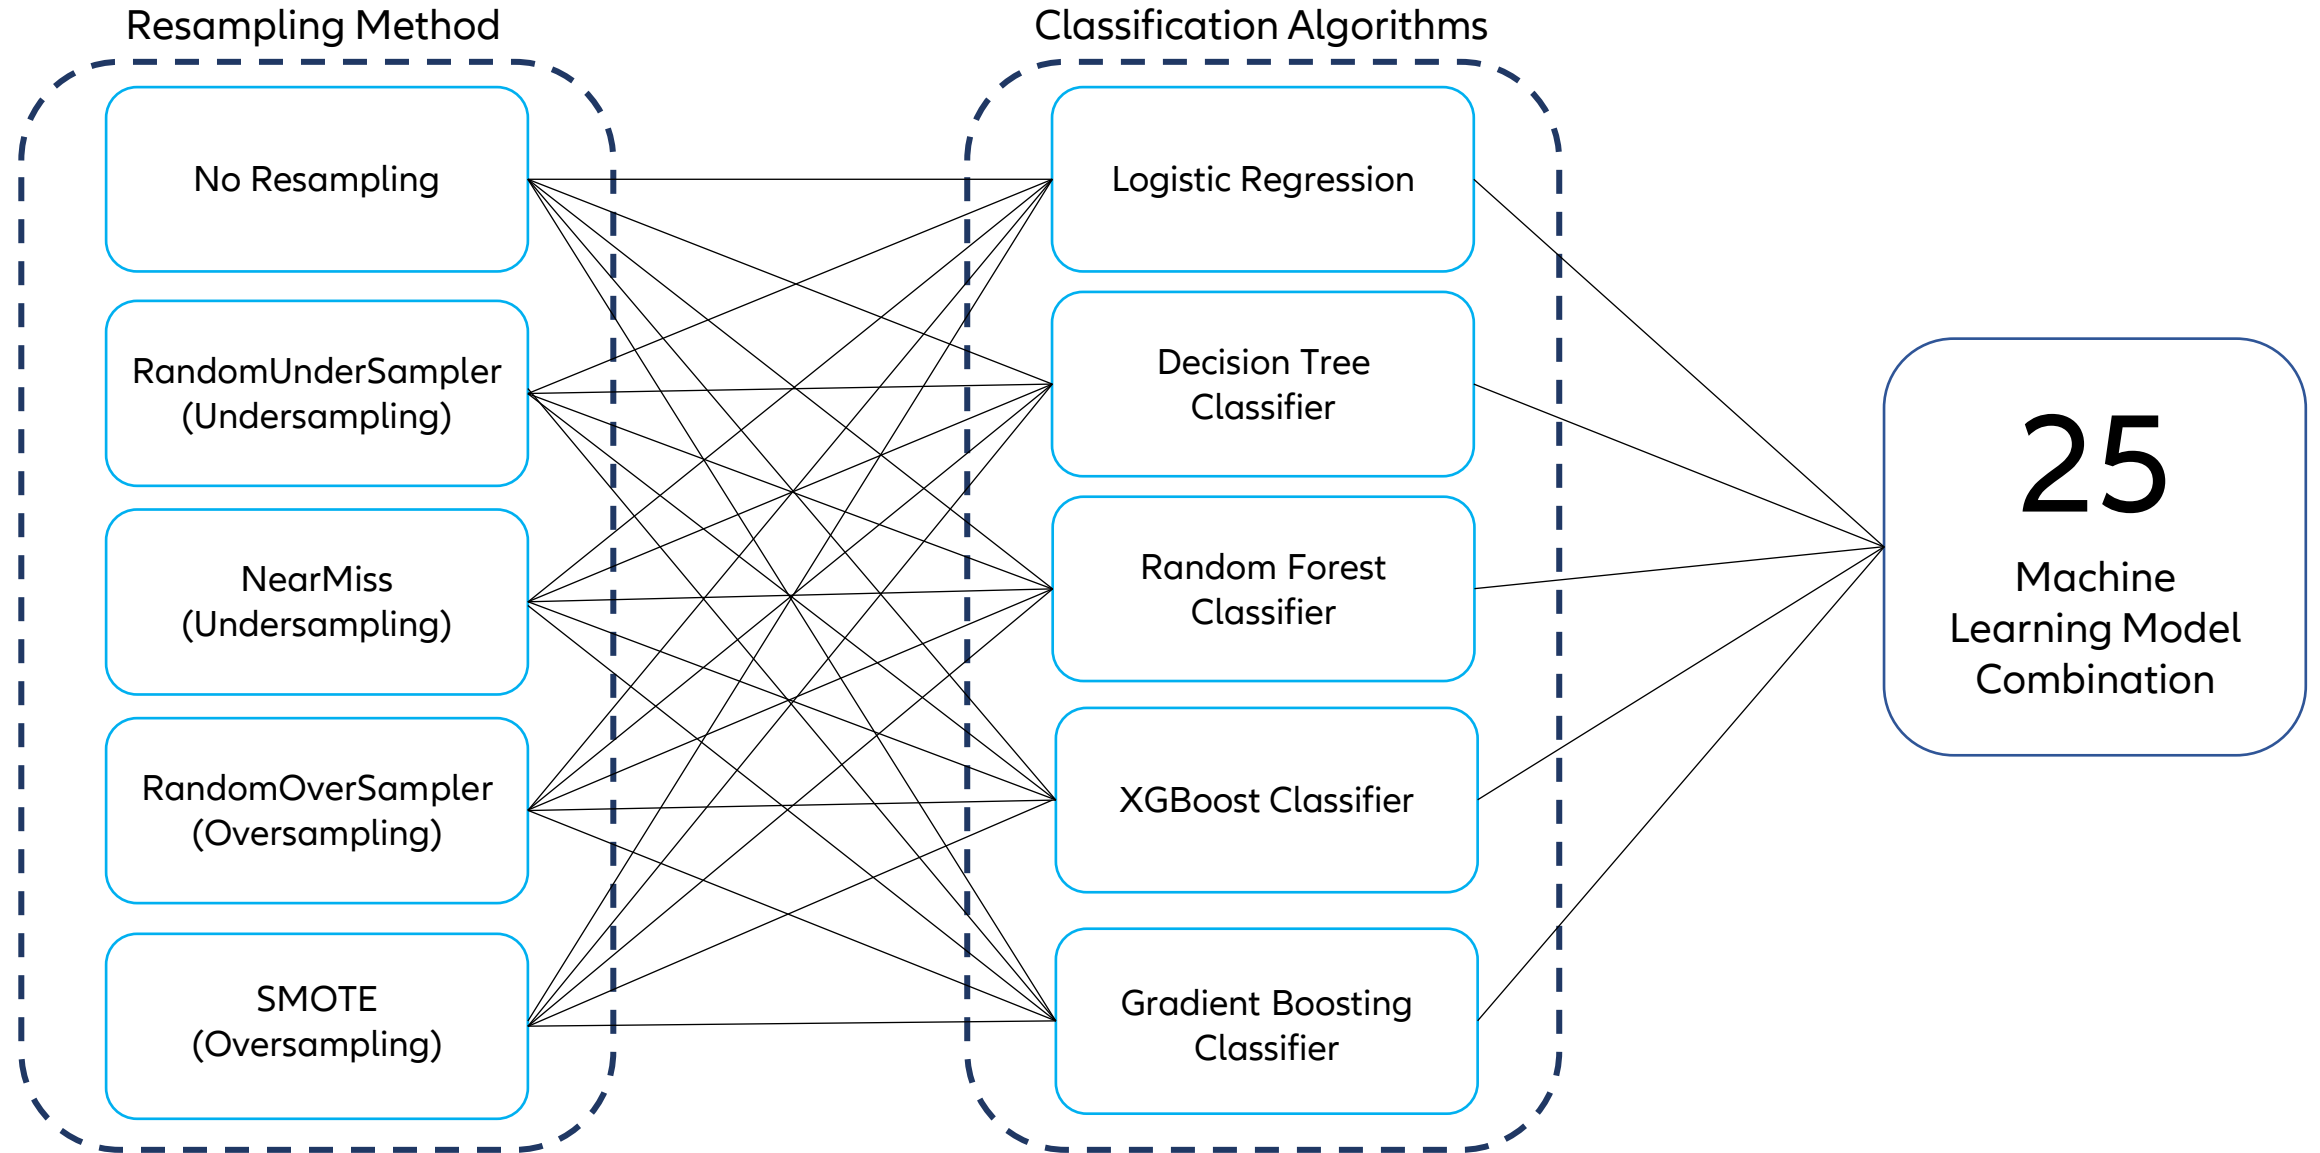 Resampling Method
No Resampling
RandomUnderSampler
(Undersampling)
NearMiss
(Undersampling)
RandomOverSampler
(Oversampling)
SMOTE
(Oversampling)
Classification Algorithms
Logistic Regression
Decision Tree
Classifier
Random Forest
Classifier
XGBoost Classifier
Gradient Boosting
Classifier
25
Machine
Learning Model
Combination